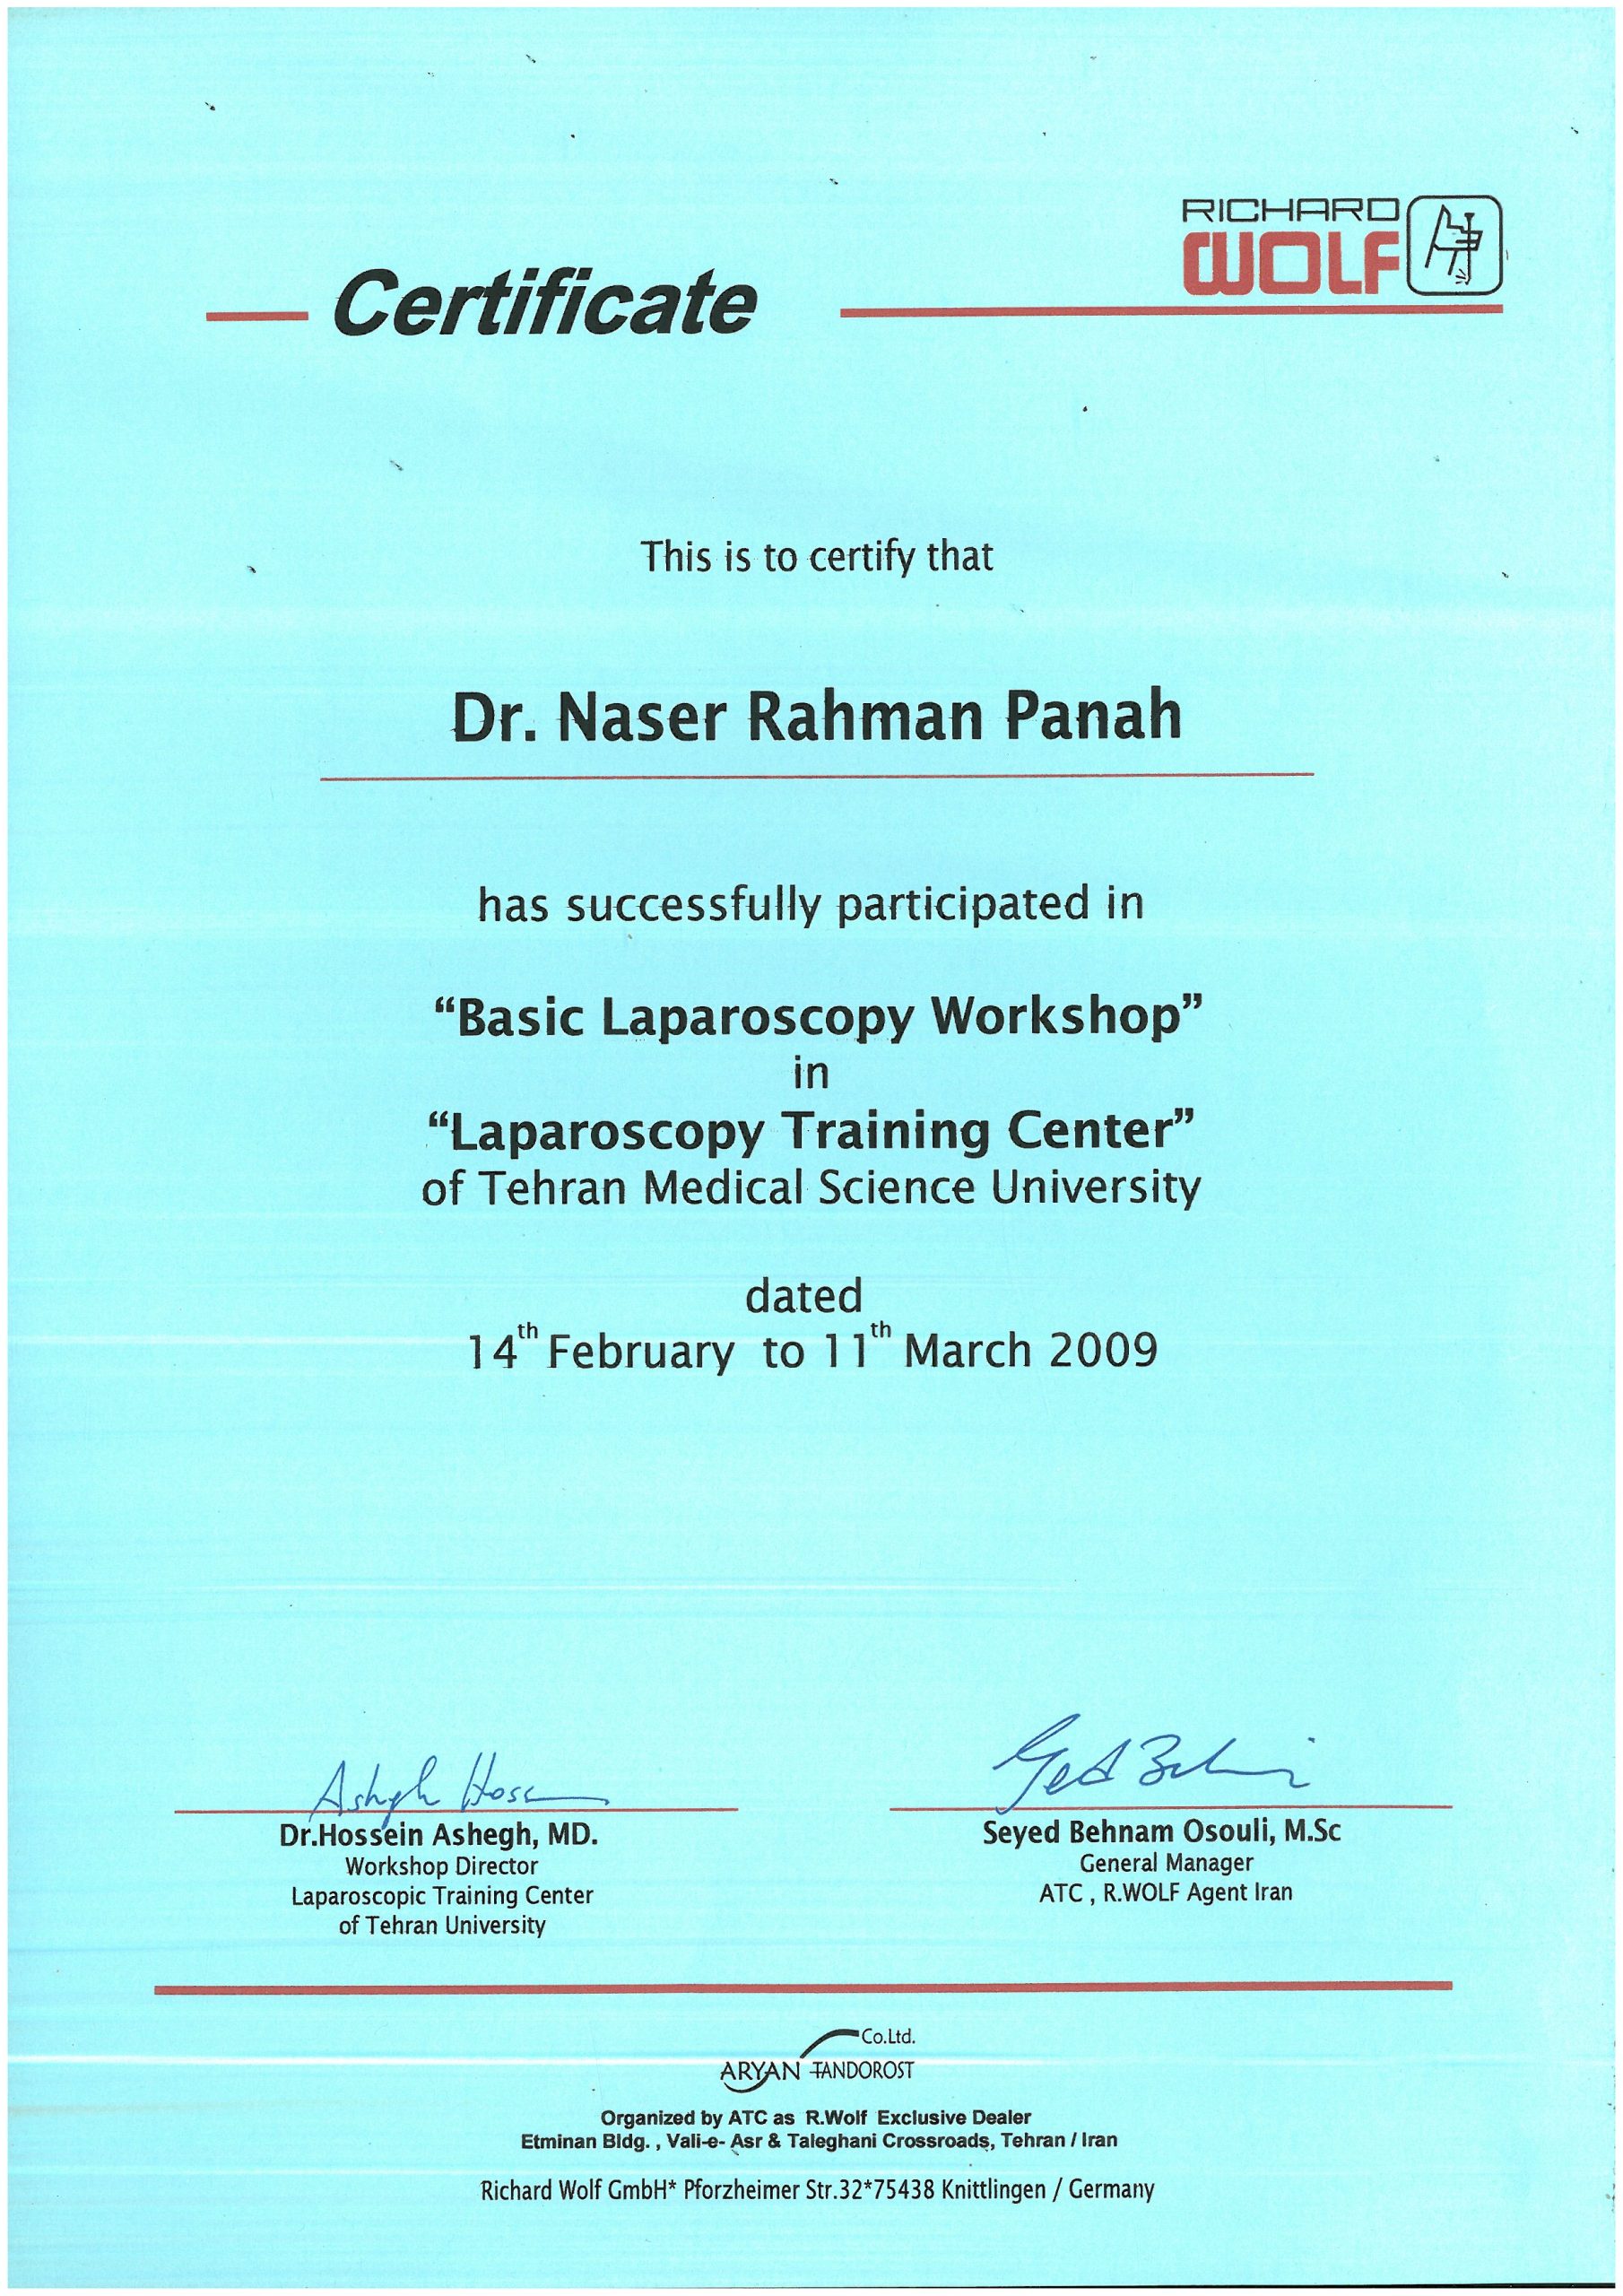 RICHARD
WOLF
Certificate
This is to certify that
Dr. Naser Rahman Panah
has successfully participated in
“Basic Laparoscopy Workshop”
in
“Laparoscopy Training Center”
of Tehran Medical Science University
dated
14th February to 11th March 2009
Dr.Hossein Ashegh, MD.
Workshop Director
Laparoscopic Training Center
of Tehran University
Seyed Behnam Osouli, M.Sc
General Manager
ATC , R.WOLF Agent Iran
Co.Ltd.
ARYAN TANDOROST
Organized by ATC as R.Wolf Exclusive Dealer
Etminan Bldg. , Vali-e- Asr & Taleghani Crossroads, Tehran / Iran
Richard Wolf GmbH* Pforzheimer Str.32*75438 Knittlingen / Germany